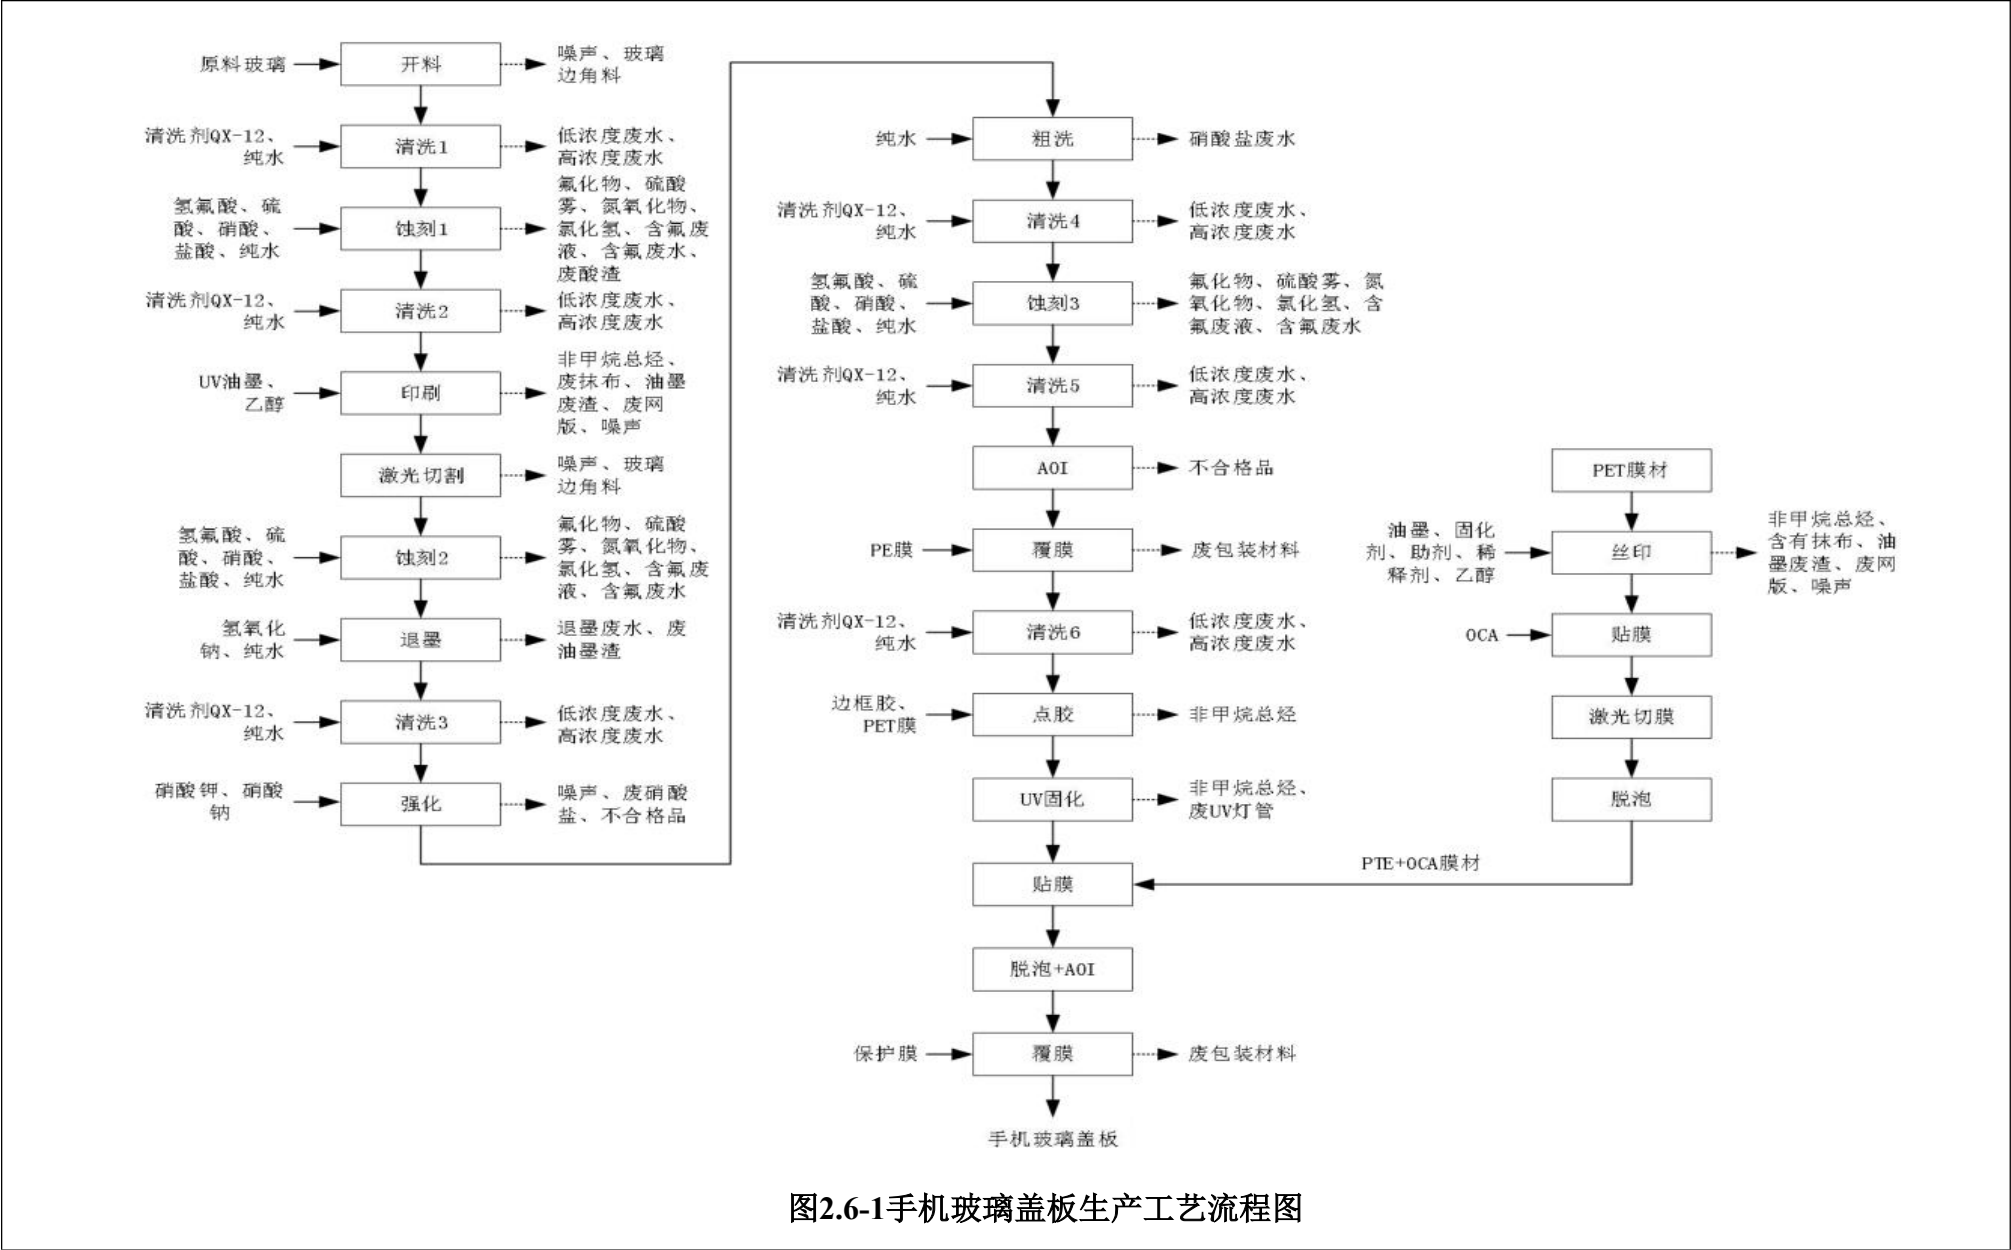 原料玻璃
开料
噪声、玻璃
边角料
清洗剂QX-12、
纯水
清洗1
低浓度废水、
高浓度废水
氢氟酸、硫
酸、硝酸、
盐酸、纯水
蚀刻1
氟化物、硫酸
雾、氮氧化物、
氯化氢、含氟废
液、含氟废水、
废酸渣
清洗剂QX-12、
纯水
清洗2
低浓度废水、
高浓度废水
UV油墨、
乙醇
印刷
非甲烷总烃、
废抹布、油墨
废渣、废网
版、噪声
激光切割
噪声、玻璃
边角料
氢氟酸、硫
酸、硝酸、
盐酸、纯水
蚀刻2
氟化物、硫酸
雾、氮氧化物、
氯化氢、含氟废
液、含氟废水
氢氧化
钠、纯水
退墨
退墨废水、废
油墨渣
清洗剂QX-12、
纯水
清洗3
低浓度废水、
高浓度废水
硝酸钾、硝酸
钠
强化
噪声、废硝酸
盐、不合格品
纯水
粗洗
硝酸盐废水
清洗剂QX-12、
纯水
清洗4
低浓度废水、
高浓度废水
氢氟酸、硫
酸、硝酸、
盐酸、纯水
蚀刻3
氟化物、硫酸雾、氮
氧化物、氯化氢、含
氟废液、含氟废水
清洗剂QX-12、
纯水
清洗5
低浓度废水、
高浓度废水
AOI
不合格品
PE膜
覆膜
废包装材料
清洗剂QX-12、
纯水
清洗6
低浓度废水、
高浓度废水
边框胶、
PET膜
点胶
非甲烷总烃
UV固化
非甲烷总烃、
废UV灯管
贴膜
脱泡+AOI
保护膜
覆膜
废包装材料
手机玻璃盖板
PET膜材
油墨、固化
剂、助剂、稀
释剂、乙醇
丝印
非甲烷总烃、
含有抹布、油
墨废渣、废网
版、噪声
OCA
贴膜
激光切膜
脱泡
PTE+OCA膜材
图2.6-1手机玻璃盖板生产工艺流程图